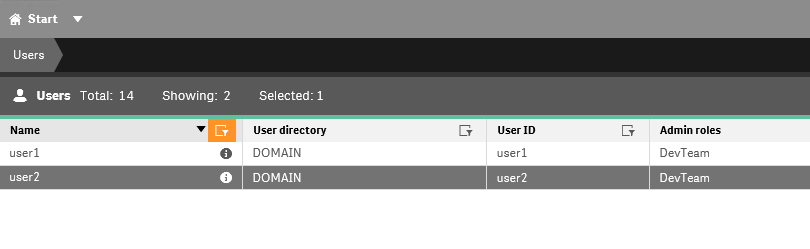 Start
Users
Users Total: 14 Showing: 2 Selected: 1
Name User directory User ID Admin roles
user1 DOMAIN user1 DevTeam
user2 DOMAIN user2 DevTeam